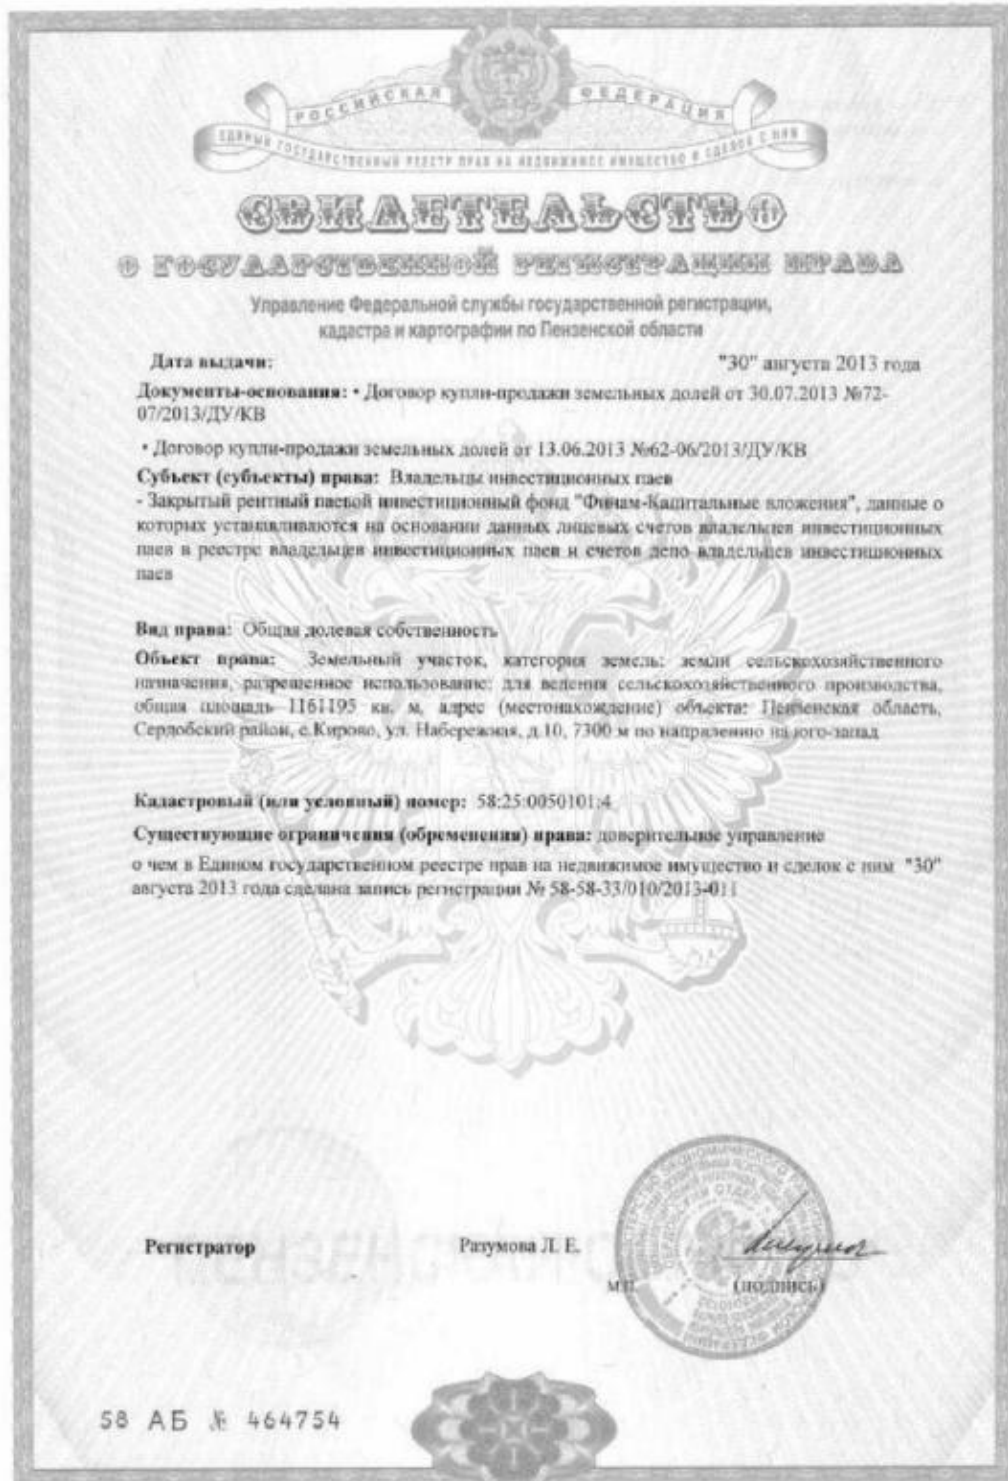 РОССИЙСКАЯ ФЕДЕРАЦИЯ
ЕДИНЫЙ ГОСУДАРСТВЕННЫЙ РЕЕСТР ПРАВ НА НЕДВИЖИМОЕ ИМУЩЕСТВО И СДЕЛОК С НИМ
СВИДЕТЕЛЬСТВО
О ГОСУДАРСТВЕННОЙ РЕГИСТРАЦИИ ПРАВА
Управление Федеральной службы государственной регистрации,
кадастра и картографии по Пензенской области
Дата выдачи: "30" августа 2013 года
Документы-основания: • Договор купли-продажи земельных долей от 30.07.2013 №72-
07/2013/ДУ/КВ
• Договор купли-продажи земельных долей от 13.06.2013 №62-06/2013/ДУ/КВ
Субъект (субъекты) права: Владельцы инвестиционных паев
- Закрытый рентный паевой инвестиционный фонд "Финам-Капитальные вложения", данные о
которых устанавливаются на основании данных лицевых счетов владельцев инвестиционных
паев в реестре владельцев инвестиционных паев и счетов депо владельцев инвестиционных
паев
Вид права: Общая долевая собственность
Объект права: Земельный участок, категория земель: земли сельскохозяйственного
назначения, разрешенное использование: для ведения сельскохозяйственного производства,
общая площадь 1161195 кв. м, адрес (местонахождение) объекта: Пензенская область,
Сердобский район, с.Кирово, ул. Набережная, д.10, 7300 м по направлению на юго-запад
Кадастровый (или условный) номер: 58:25:0050101:4
Существующие ограничения (обременения) права: доверительное управление
о чем в Едином государственном реестре прав на недвижимое имущество и сделок с ним "30"
августа 2013 года сделана запись регистрации № 58-58-33/010/2013-011
Регистратор Разумова Л. Е.
М.П. (подпись)
58 АБ № 464754